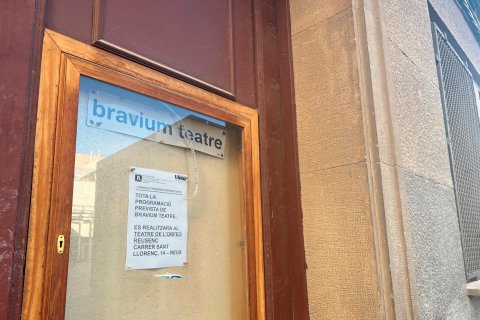 bravium teatre
TOTA LA
PROGRAMACIÓ
PREVISTA DE
BRAVIUM TEATRE,
ES REALITZARÀ AL
TEATRE DE L'ORFEÓ
REUSENC
CARRER SANT
LLORENÇ, 14 – REUS